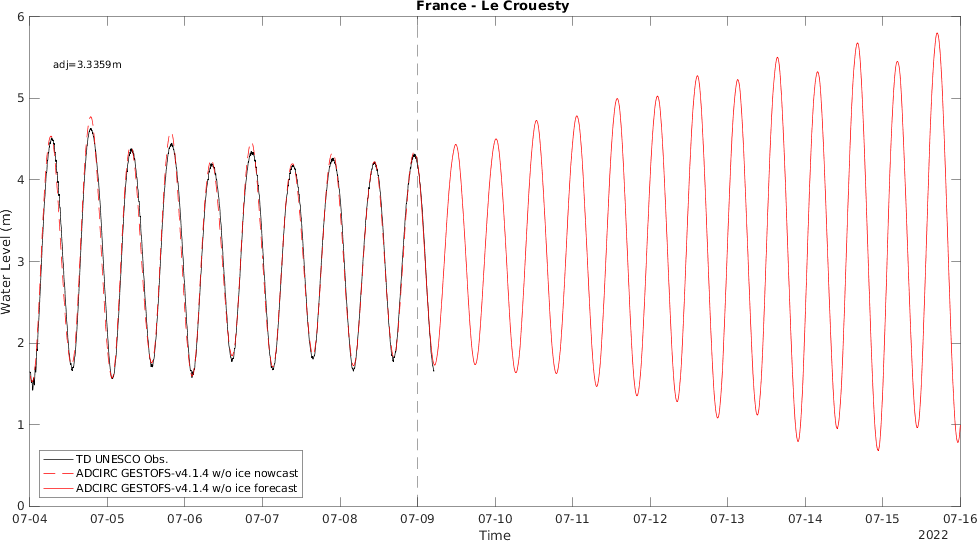 France - Le Crouesty
adj=3.3359m
6
5
4
3
2
1
0
Water Level (m)
TD UNESCO Obs.
ADCIRC GESTOFS-v4.1.4 w/o ice nowcast
ADCIRC GESTOFS-v4.1.4 w/o ice forecast
07-04 07-05 07-06 07-07 07-08 07-09 07-10 07-11 07-12 07-13 07-14 07-15 07-16
Time
2022